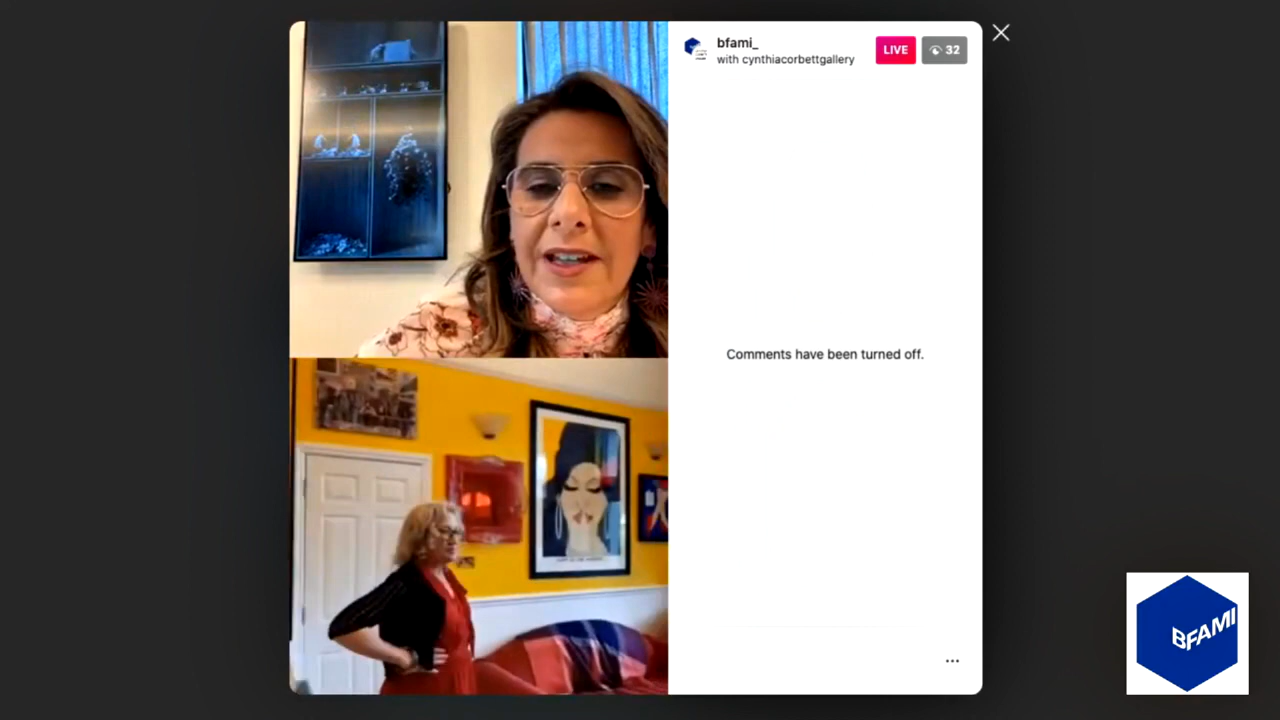 bfami_
with cynthiacorbettgallery
LIVE
32
Comments have been turned off.
BFAMI